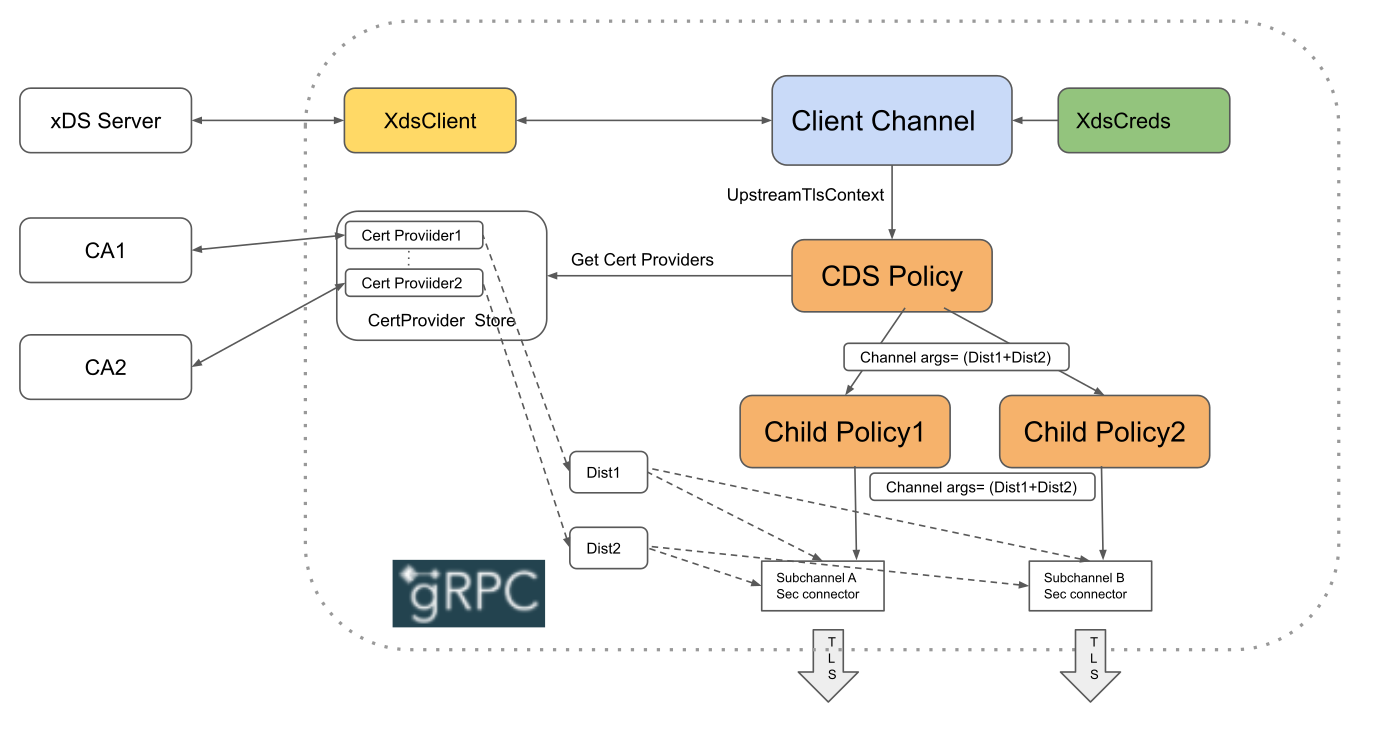 xDS Server
XdsClient
Client Channel
XdsCreds
UpstreamTlsContext
CA1
Cert Proviider1
Cert Proviider2
CertProvider Store
Get Cert Providers
CDS Policy
CA2
Channel args= (Dist1+Dist2)
Child Policy1
Child Policy2
Channel args= (Dist1+Dist2)
Dist1
Dist2
gRPC
Subchannel A
Sec connector
Subchannel B
Sec connector
T
L
S
T
L
S